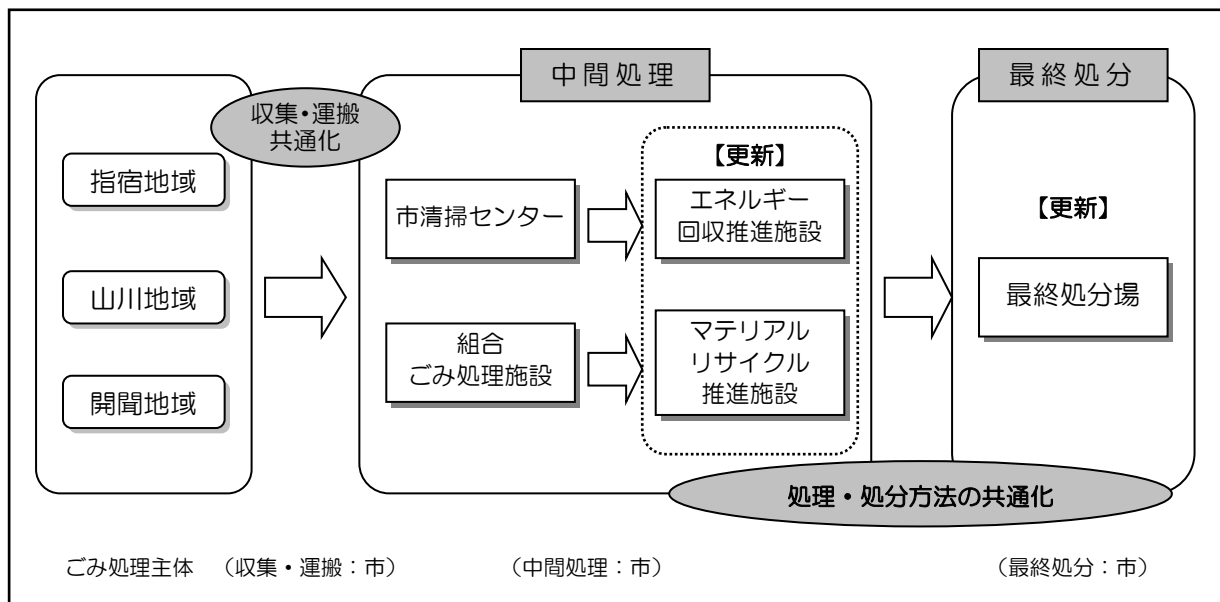 中間処理
最終処分
収集・運搬
共通化
指宿地域
山川地域
開聞地域
市清掃センター
組合
ごみ処理施設
【更新】
エネルギー
回収推進施設
マテリアル
リサイクル
推進施設
【更新】
最終処分場
処理・処分方法の共通化
ごみ処理主体 (収集・運搬:市) (中間処理:市) (最終処分:市)